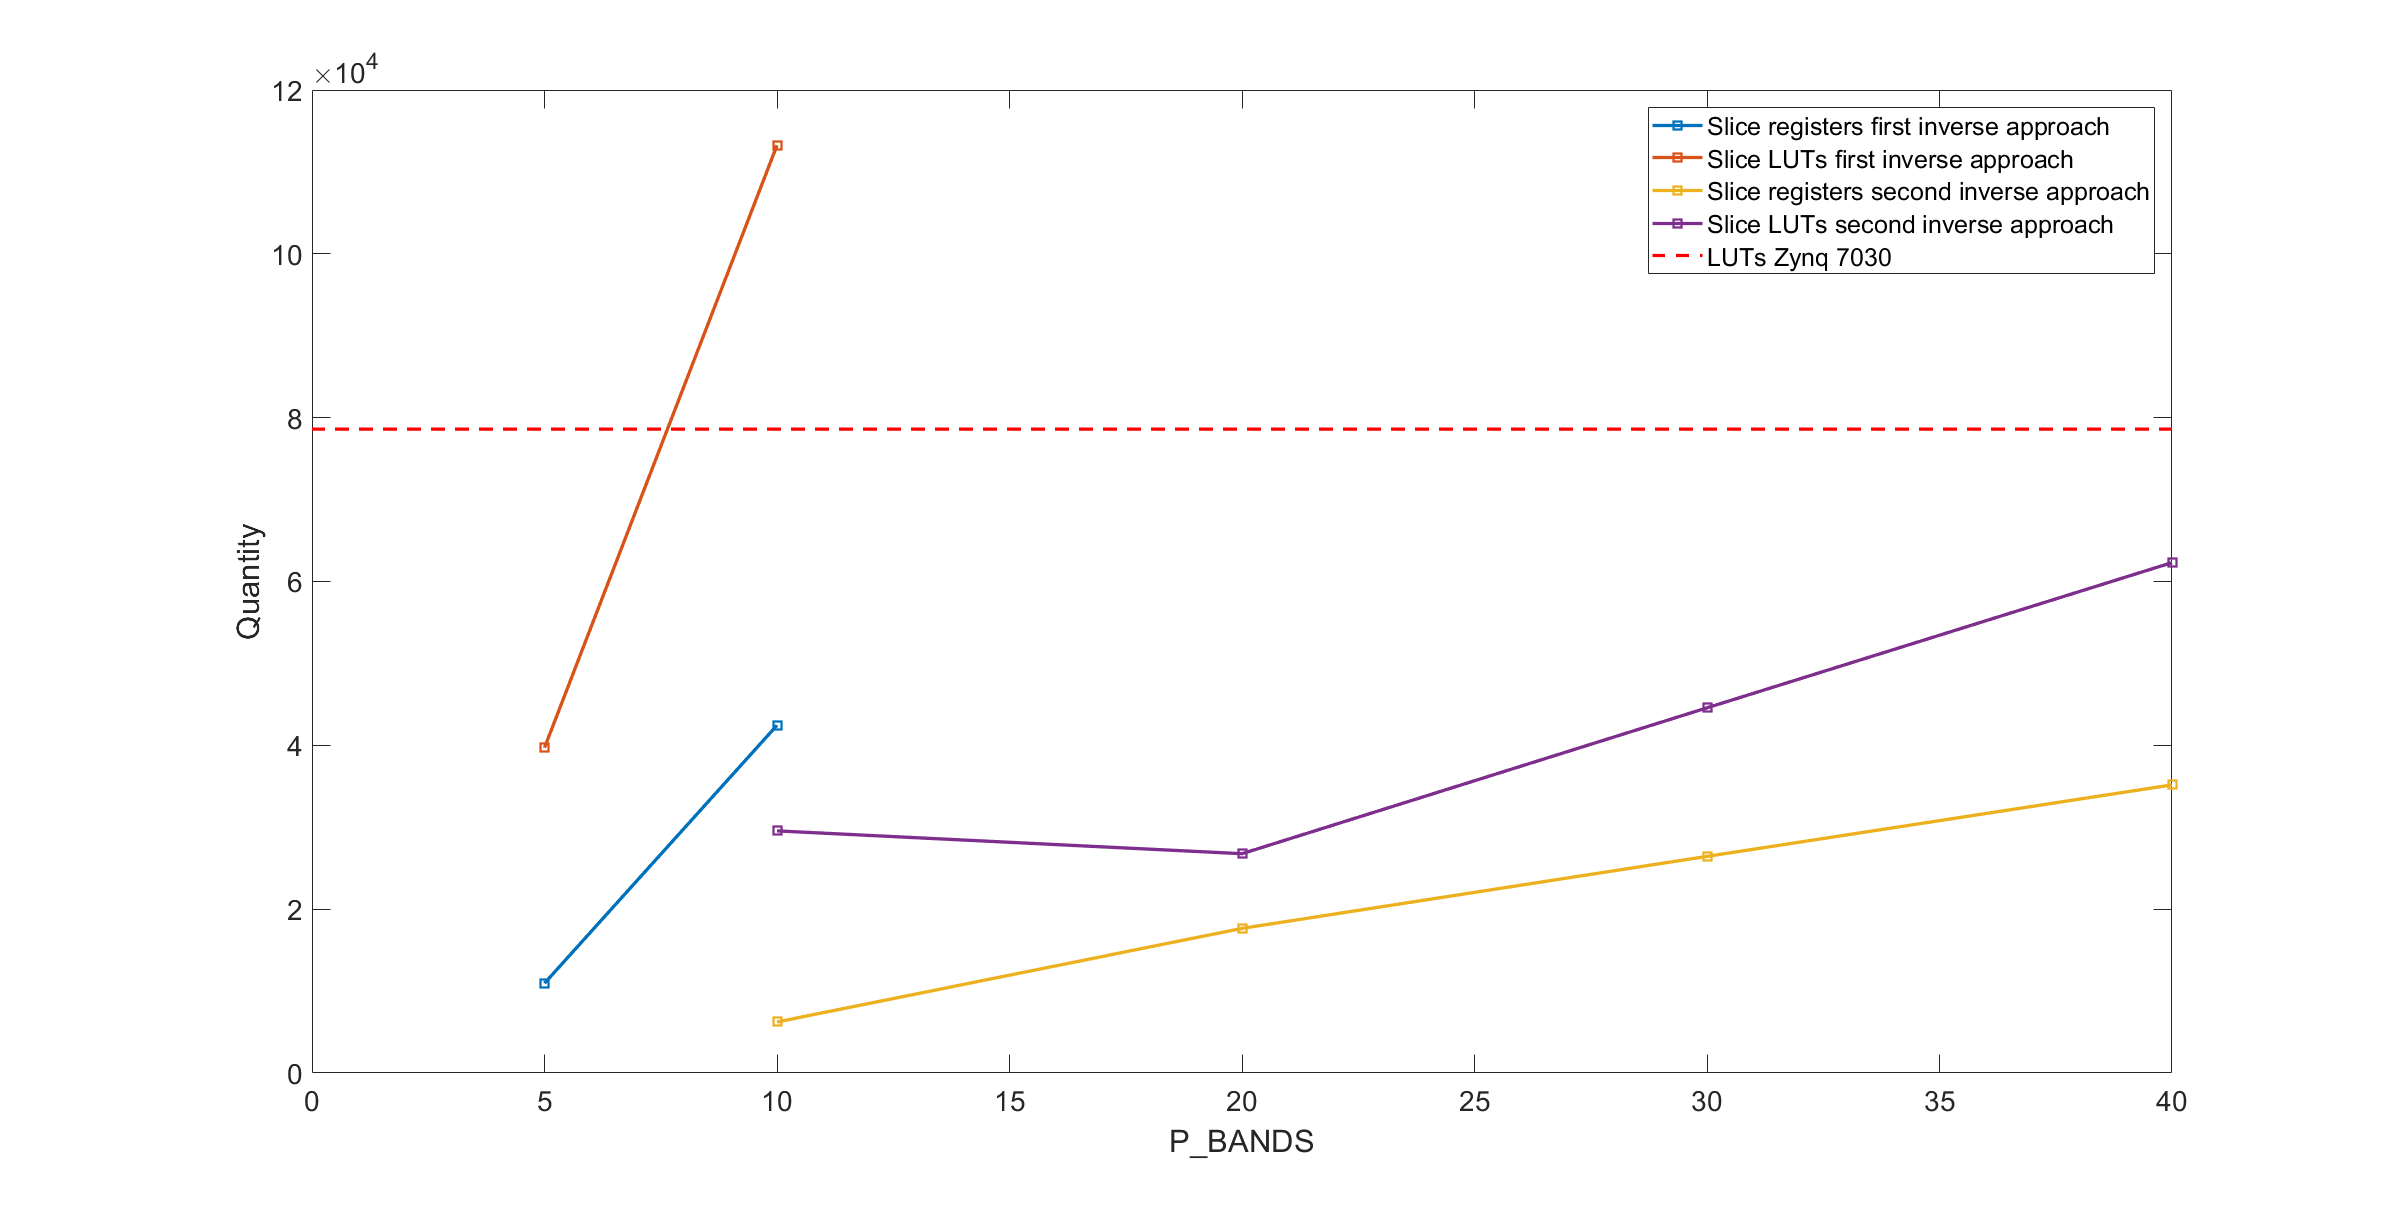 ×10⁴
12
10
8
6
4
2
0
Quantity
Slice registers first inverse approach
Slice LUTs first inverse approach
Slice registers second inverse approach
Slice LUTs second inverse approach
LUTs Zynq 7030
0 5 10 15 20 25 30 35 40
P_BANDS